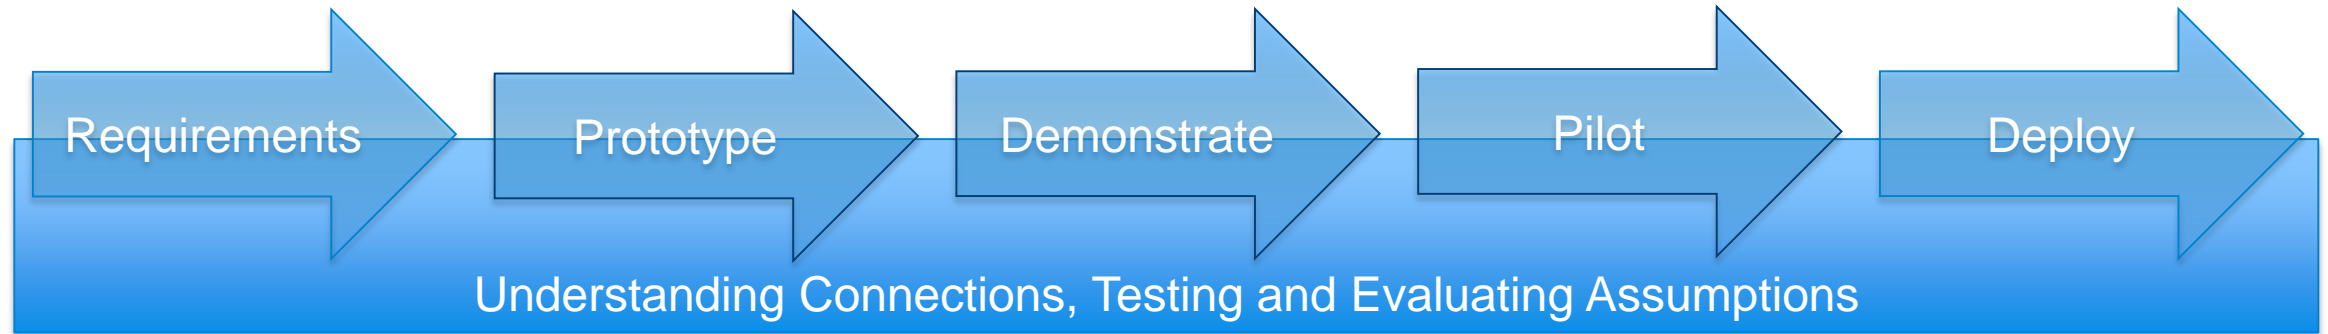 Requirements
Prototype
Demonstrate
Pilot
Deploy
Understanding Connections, Testing and Evaluating Assumptions